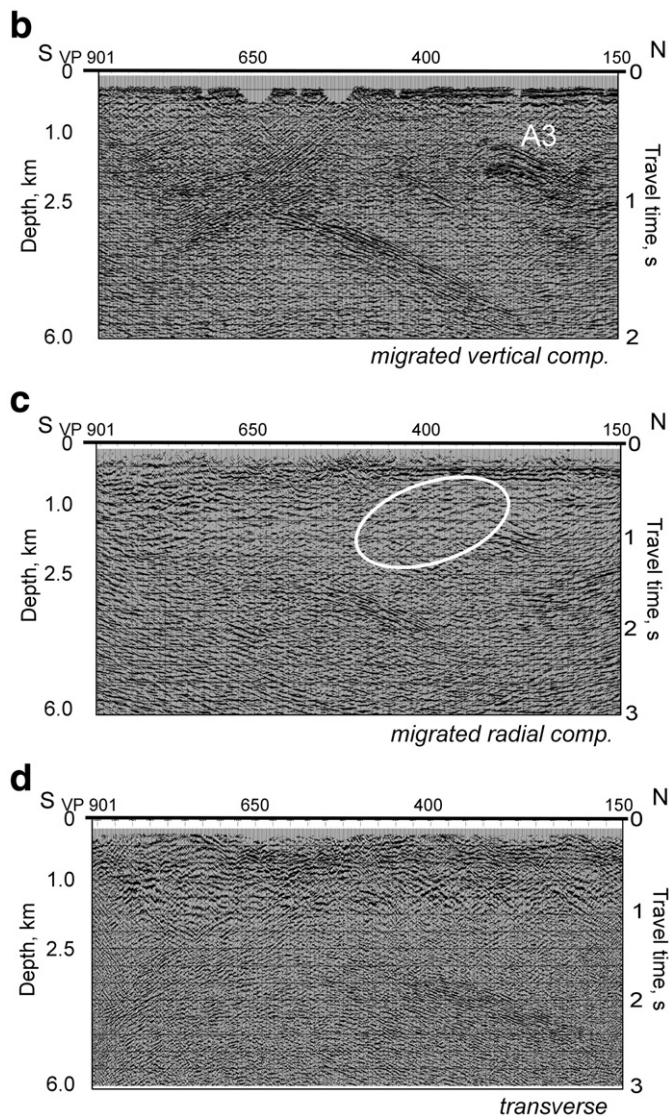 b
S VP 901 650 400 150 N
0 0
1.0 A3
Depth, km Travel time, s
2.5 1
6.0 2
migrated vertical comp.
c
S VP 901 650 400 150 N
0 0
1.0
Depth, km 1 Travel time, s
2.5
2
6.0 3
migrated radial comp.
d
S VP 901 650 400 150 N
0 0
1.0
Depth, km 1 Travel time, s
2.5
2
6.0 3
transverse